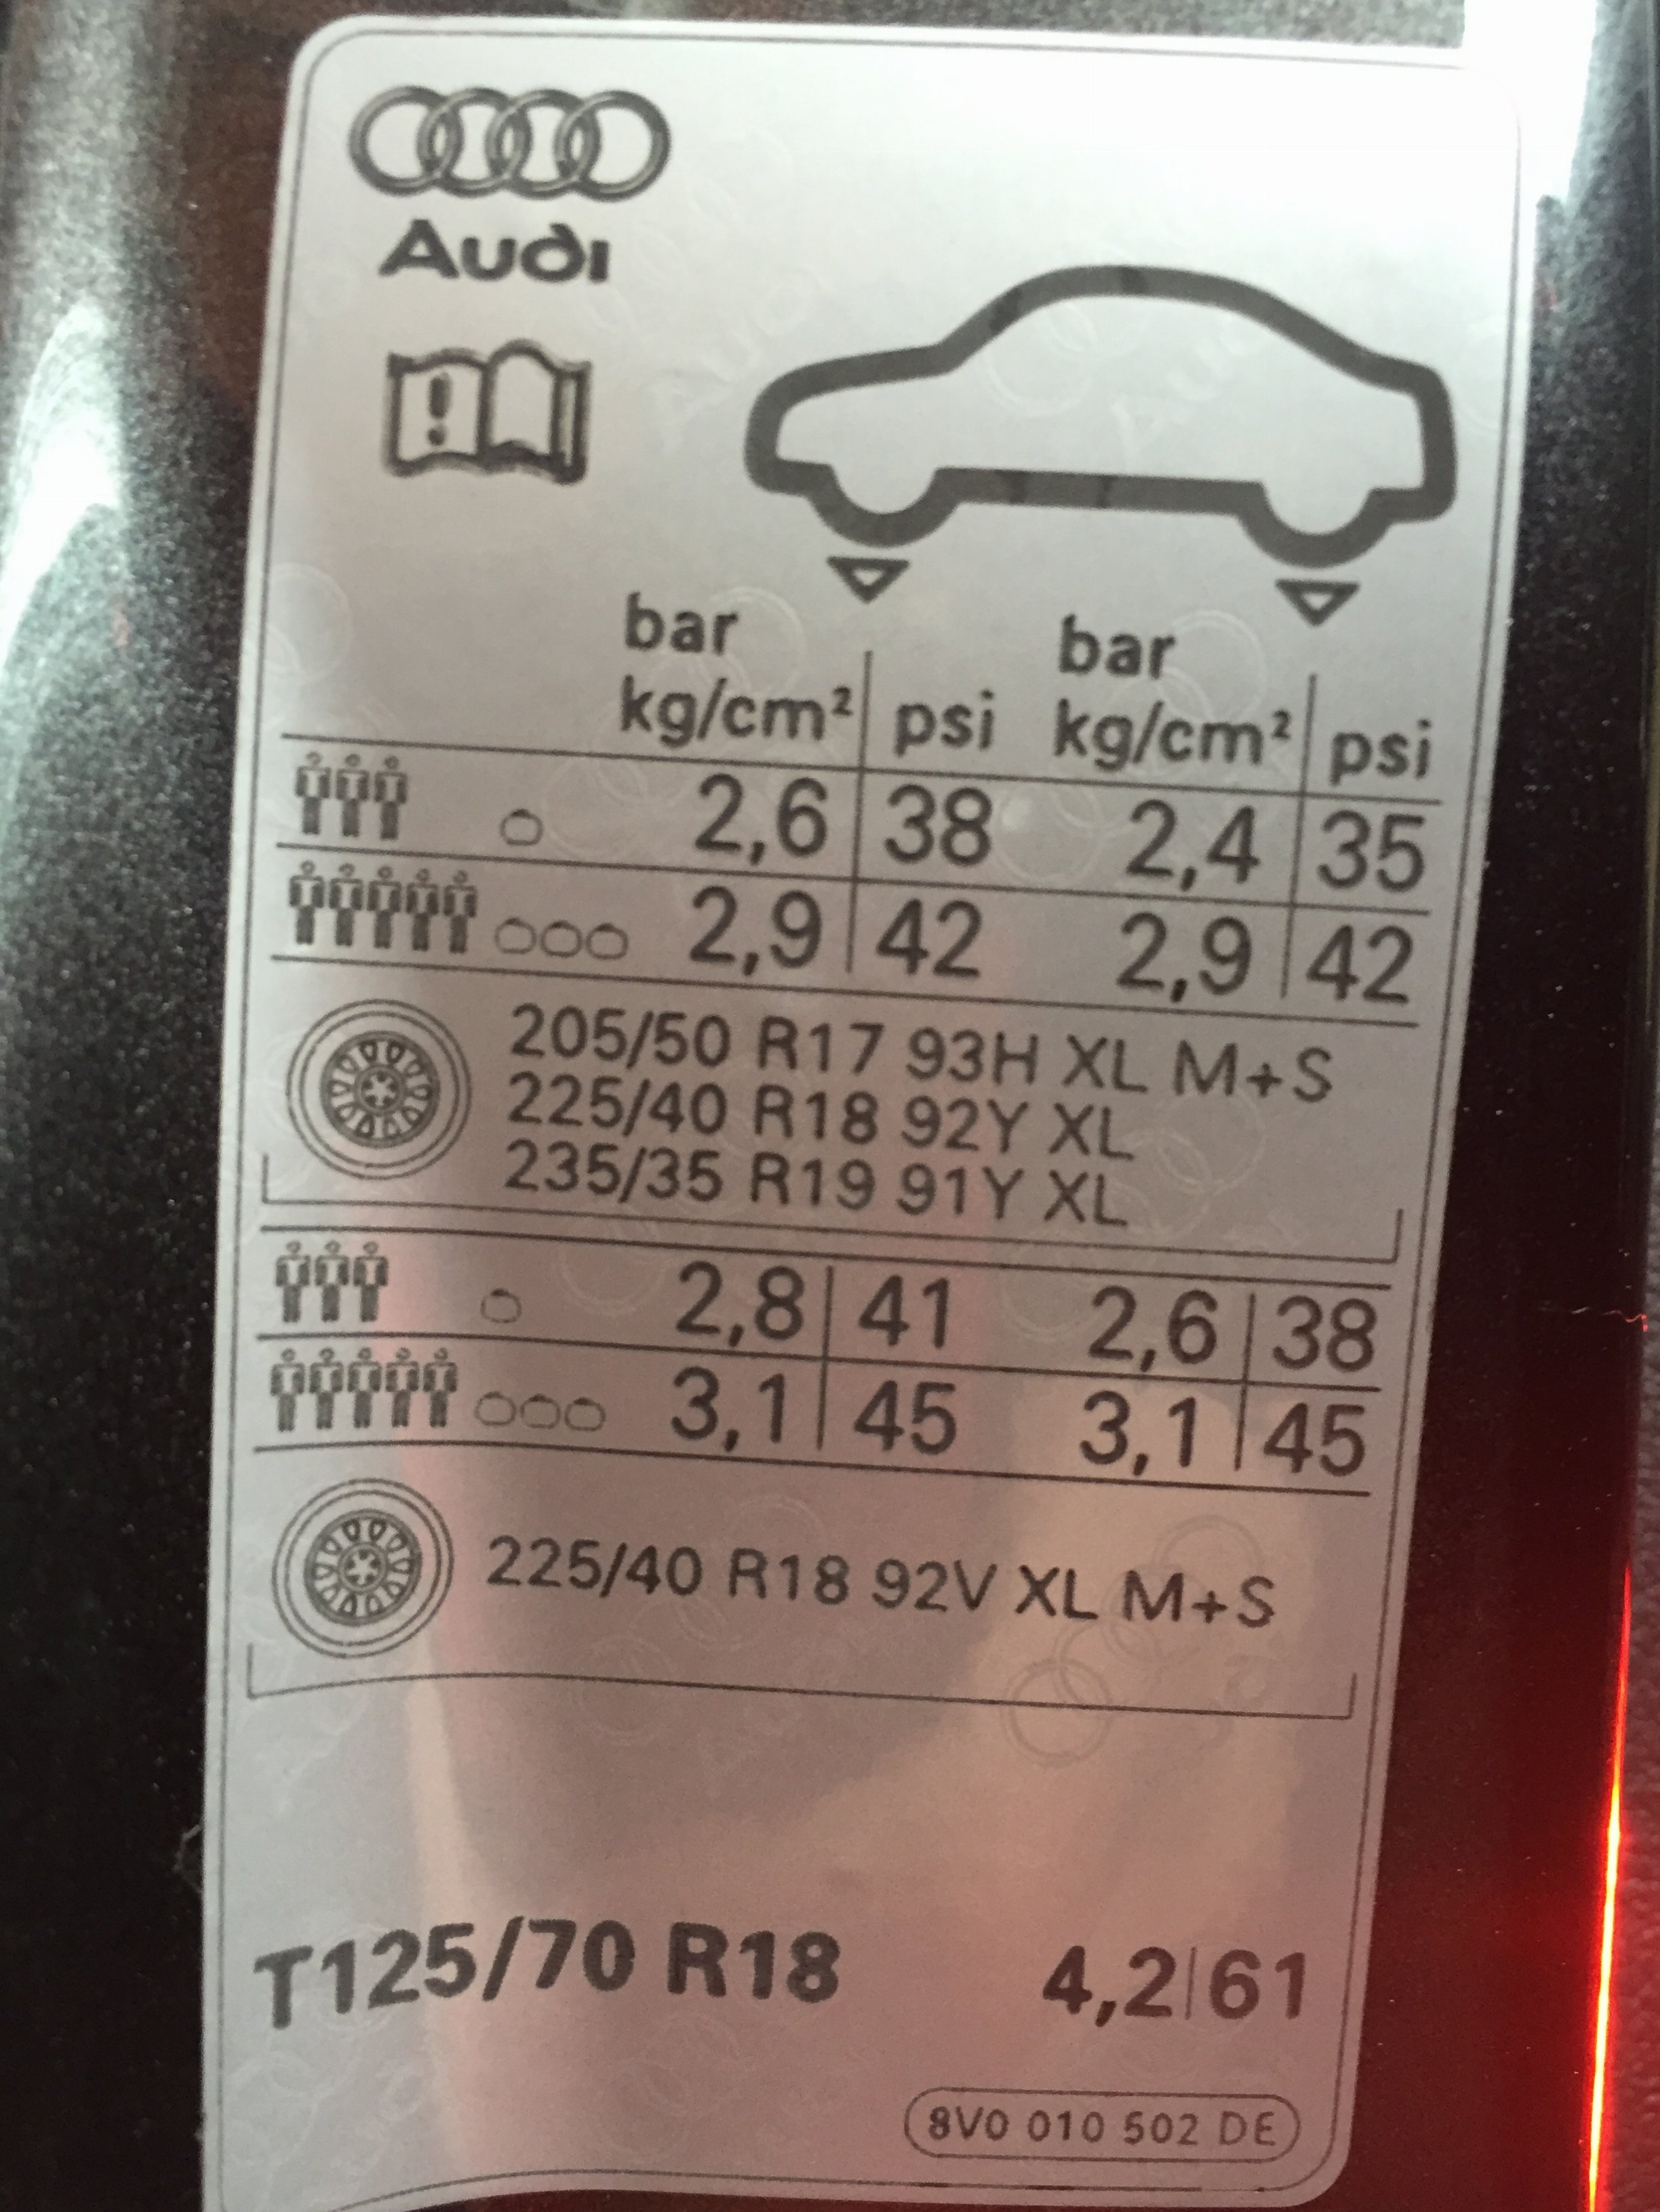 Audi
bar bar
kg/cm² psi kg/cm² psi
2,6 38 2,4 35
2,9 42 2,9 42
205/50 R17 93H XL M+S
225/40 R18 92Y XL
235/35 R19 91Y XL
2,8 41 2,6 38
3,1 45 3,1 45
225/40 R18 92V XL M+S
T125/70 R18 4,2 61
8V0 010 502 DE